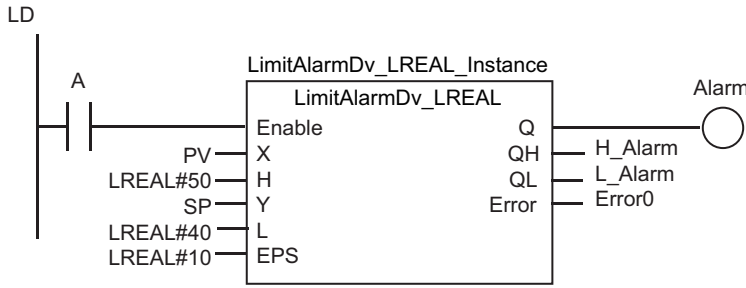 LD
A
LimitAlarmDv_LREAL_Instance
LimitAlarmDv_LREAL
Alarm
Enable Q
PV X QH H_Alarm
LREAL#50 H QL L_Alarm
SP Y Error Error0
LREAL#40 L
LREAL#10 EPS